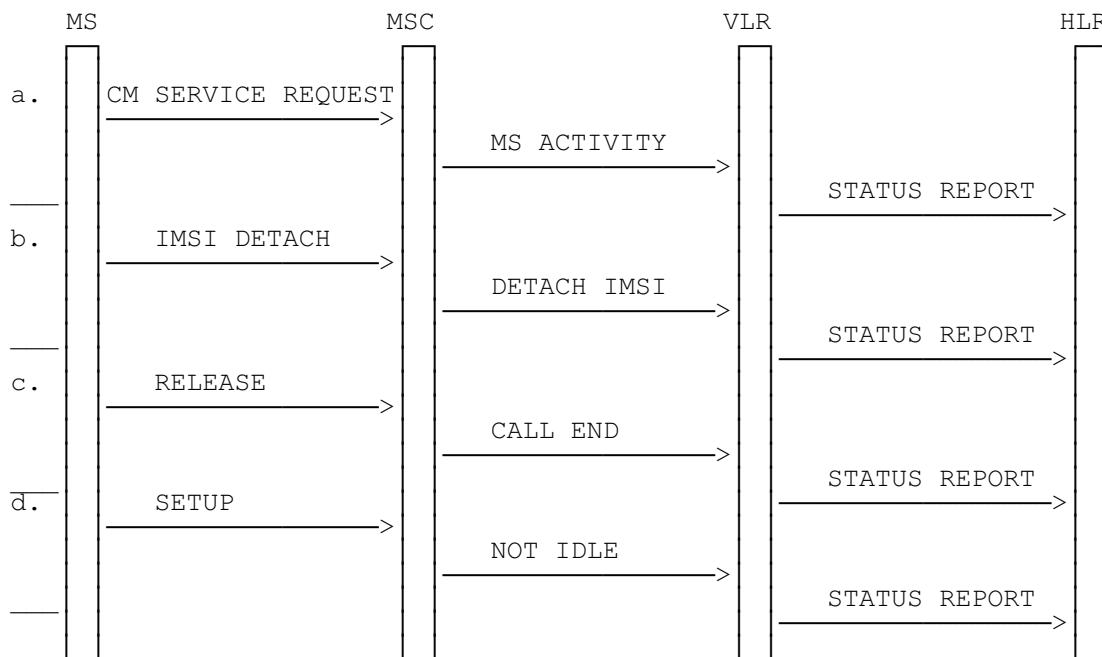 MS MSC VLR HLR
a. CM SERVICE REQUEST
MS ACTIVITY
STATUS REPORT
b. IMSI DETACH
DETACH IMSI
STATUS REPORT
c. RELEASE
CALL END
STATUS REPORT
d. SETUP
NOT IDLE
STATUS REPORT